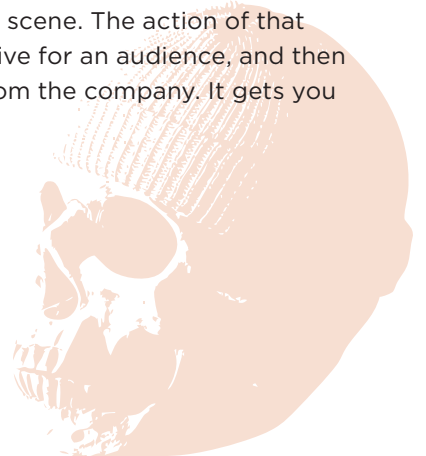 scene. The action of that
ive for an audience, and then
om the company. It gets you